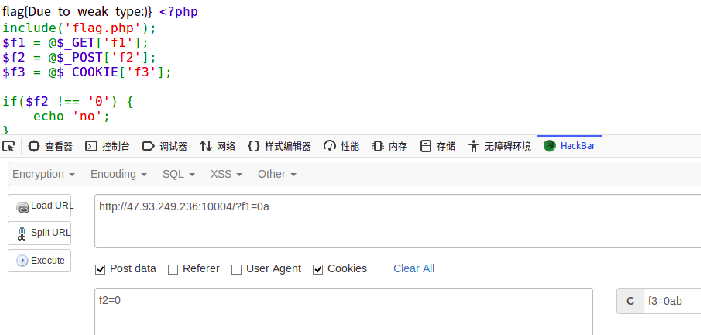 flag{Due to weak type:)} <?php
include('flag.php');
$f1 = @$_GET['f1'];
$f2 = @$_POST['f2'];
$f3 = @$_COOKIE['f3'];
if($f2 !== '0') {
echo 'no';
}
查看器 控制台 调试器 网络 样式编辑器 性能 内存 存储 无障碍环境 HackBar
Encryption Encoding SQL XSS Other
Load URL http://47.93.249.236:10004/?f1=0a
Split URL
Execute
Post data Referer User Agent Cookies Clear All
f2=0 C f3=0ab